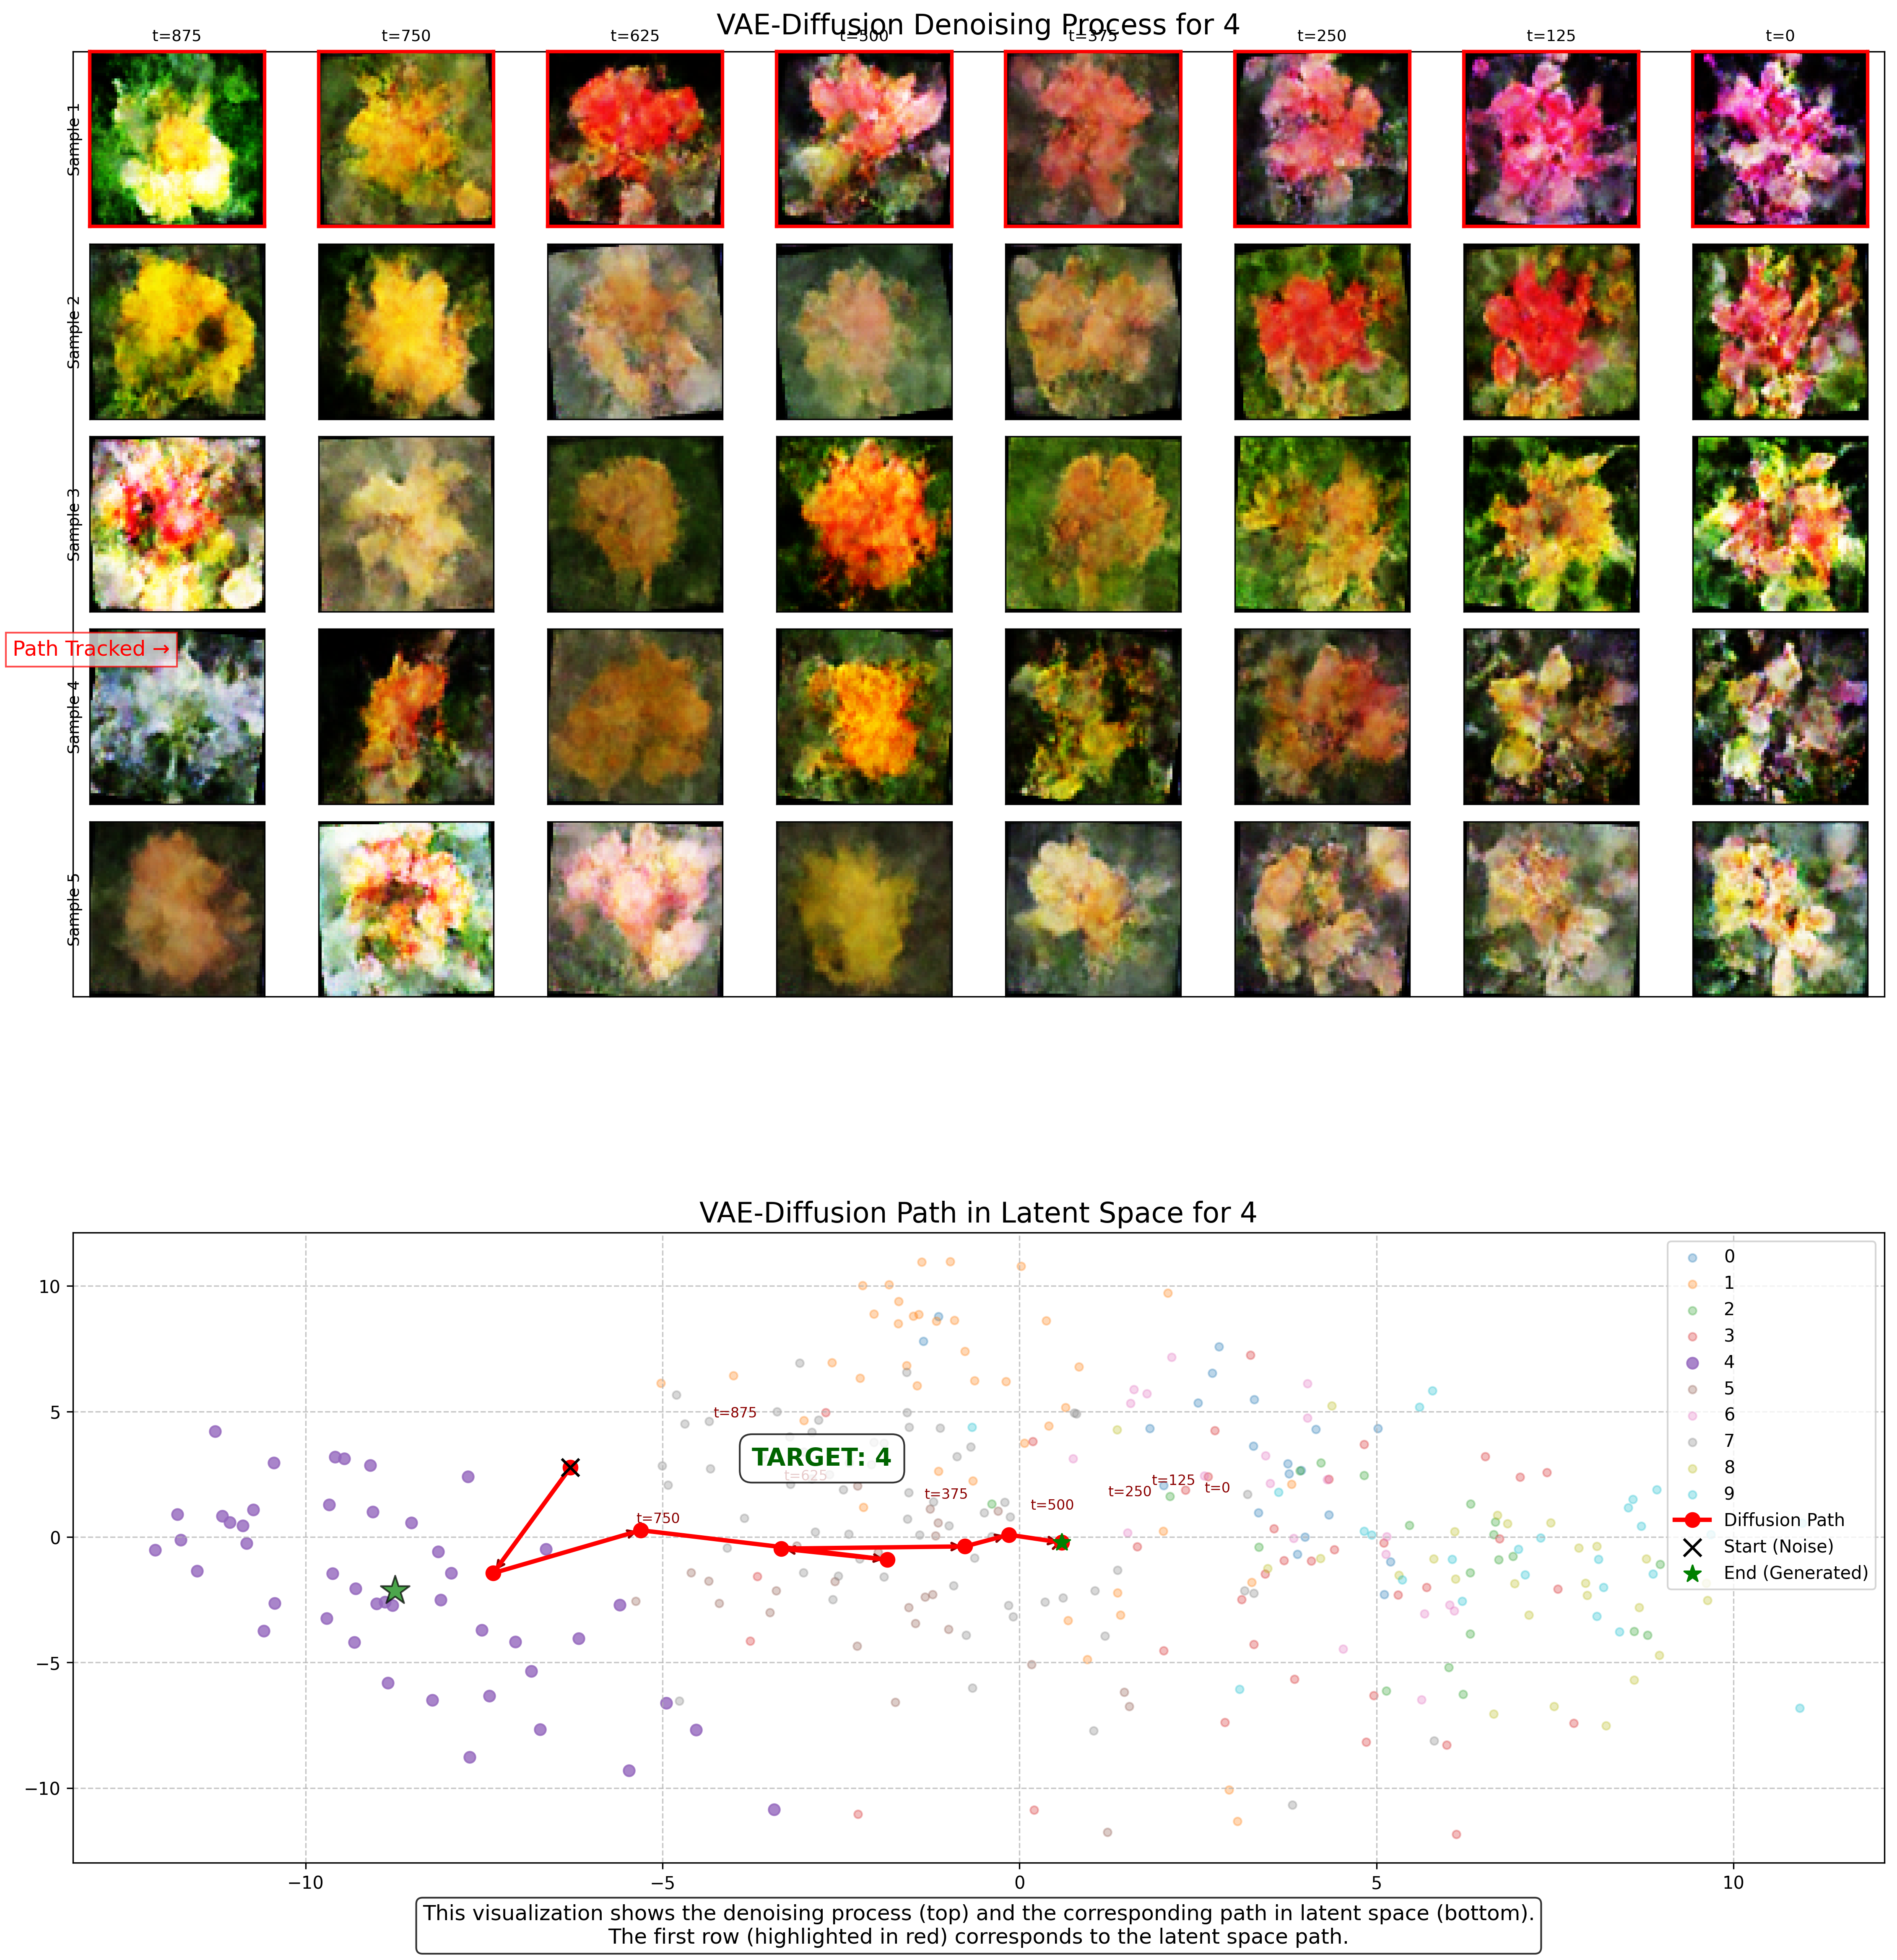 VAE-Diffusion Denoising Process for 4
t=875 t=750 t=625 t=500 t=375 t=250 t=125 t=0
Sample 1
Sample 2
Sample 3
Path Tracked →
Sample 4
Sample 5
VAE-Diffusion Path in Latent Space for 4
10
5
0
−5
−10
−10 −5 0 5 10
t=875
TARGET: 4
t=625
t=750
t=375
t=500
t=250
t=125
t=0
0
1
2
3
4
5
6
7
8
9
Diffusion Path
Start (Noise)
End (Generated)
This visualization shows the denoising process (top) and the corresponding path in latent space (bottom).
The first row (highlighted in red) corresponds to the latent space path.